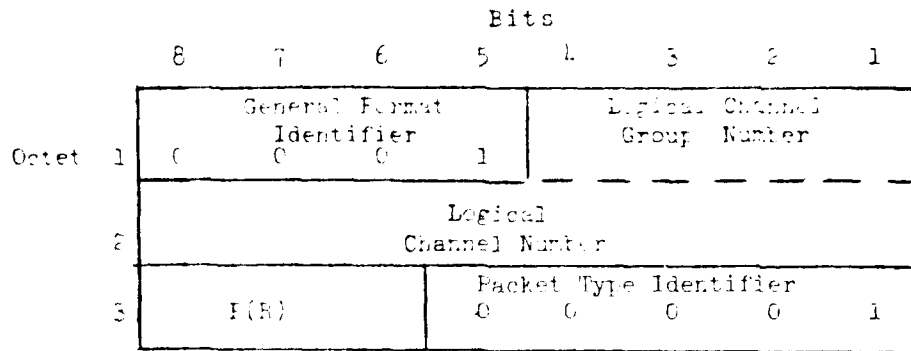 Bits
8 7 6 5 4 3 2 1
General Format Logical Channel
Identifier Group Number
Octet 1 0 0 0 1
Logical
2 Channel Number
Packet Type Identifier
3 P(R) 0 0 0 0 1